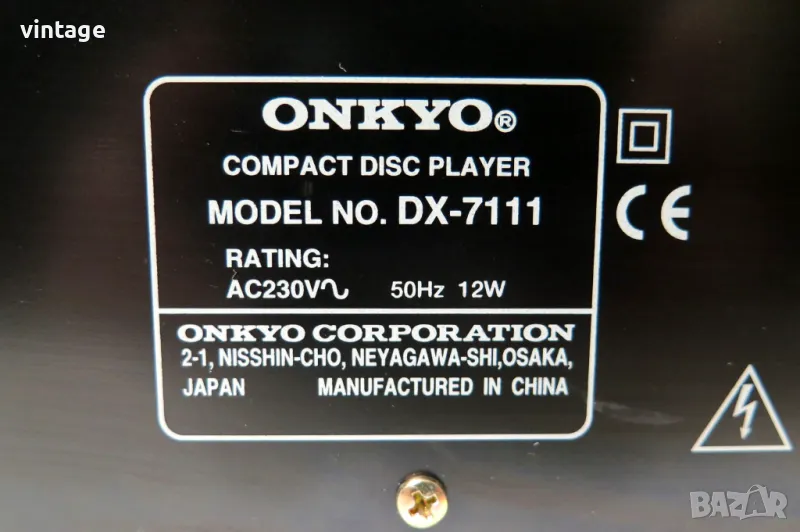 vintage
ONKYO®
COMPACT DISC PLAYER
MODEL NO. DX-7111
RATING:
AC230V∿ 50Hz 12W
ONKYO CORPORATION
2-1, NISSHIN-CHO, NEYAGAWA-SHI,OSAKA,
JAPAN MANUFACTURED IN CHINA
CE
BAZAR